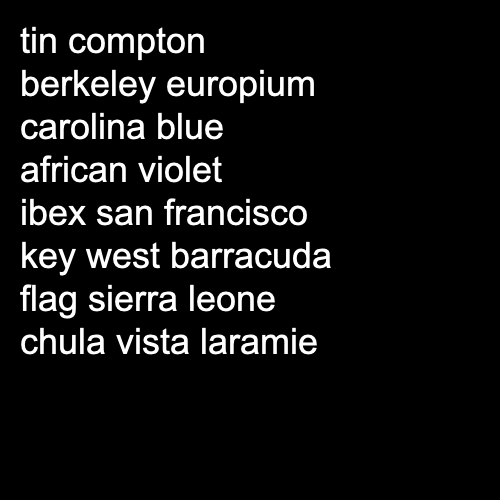 tin compton
berkeley europium
carolina blue
african violet
ibex san francisco
key west barracuda
flag sierra leone
chula vista laramie